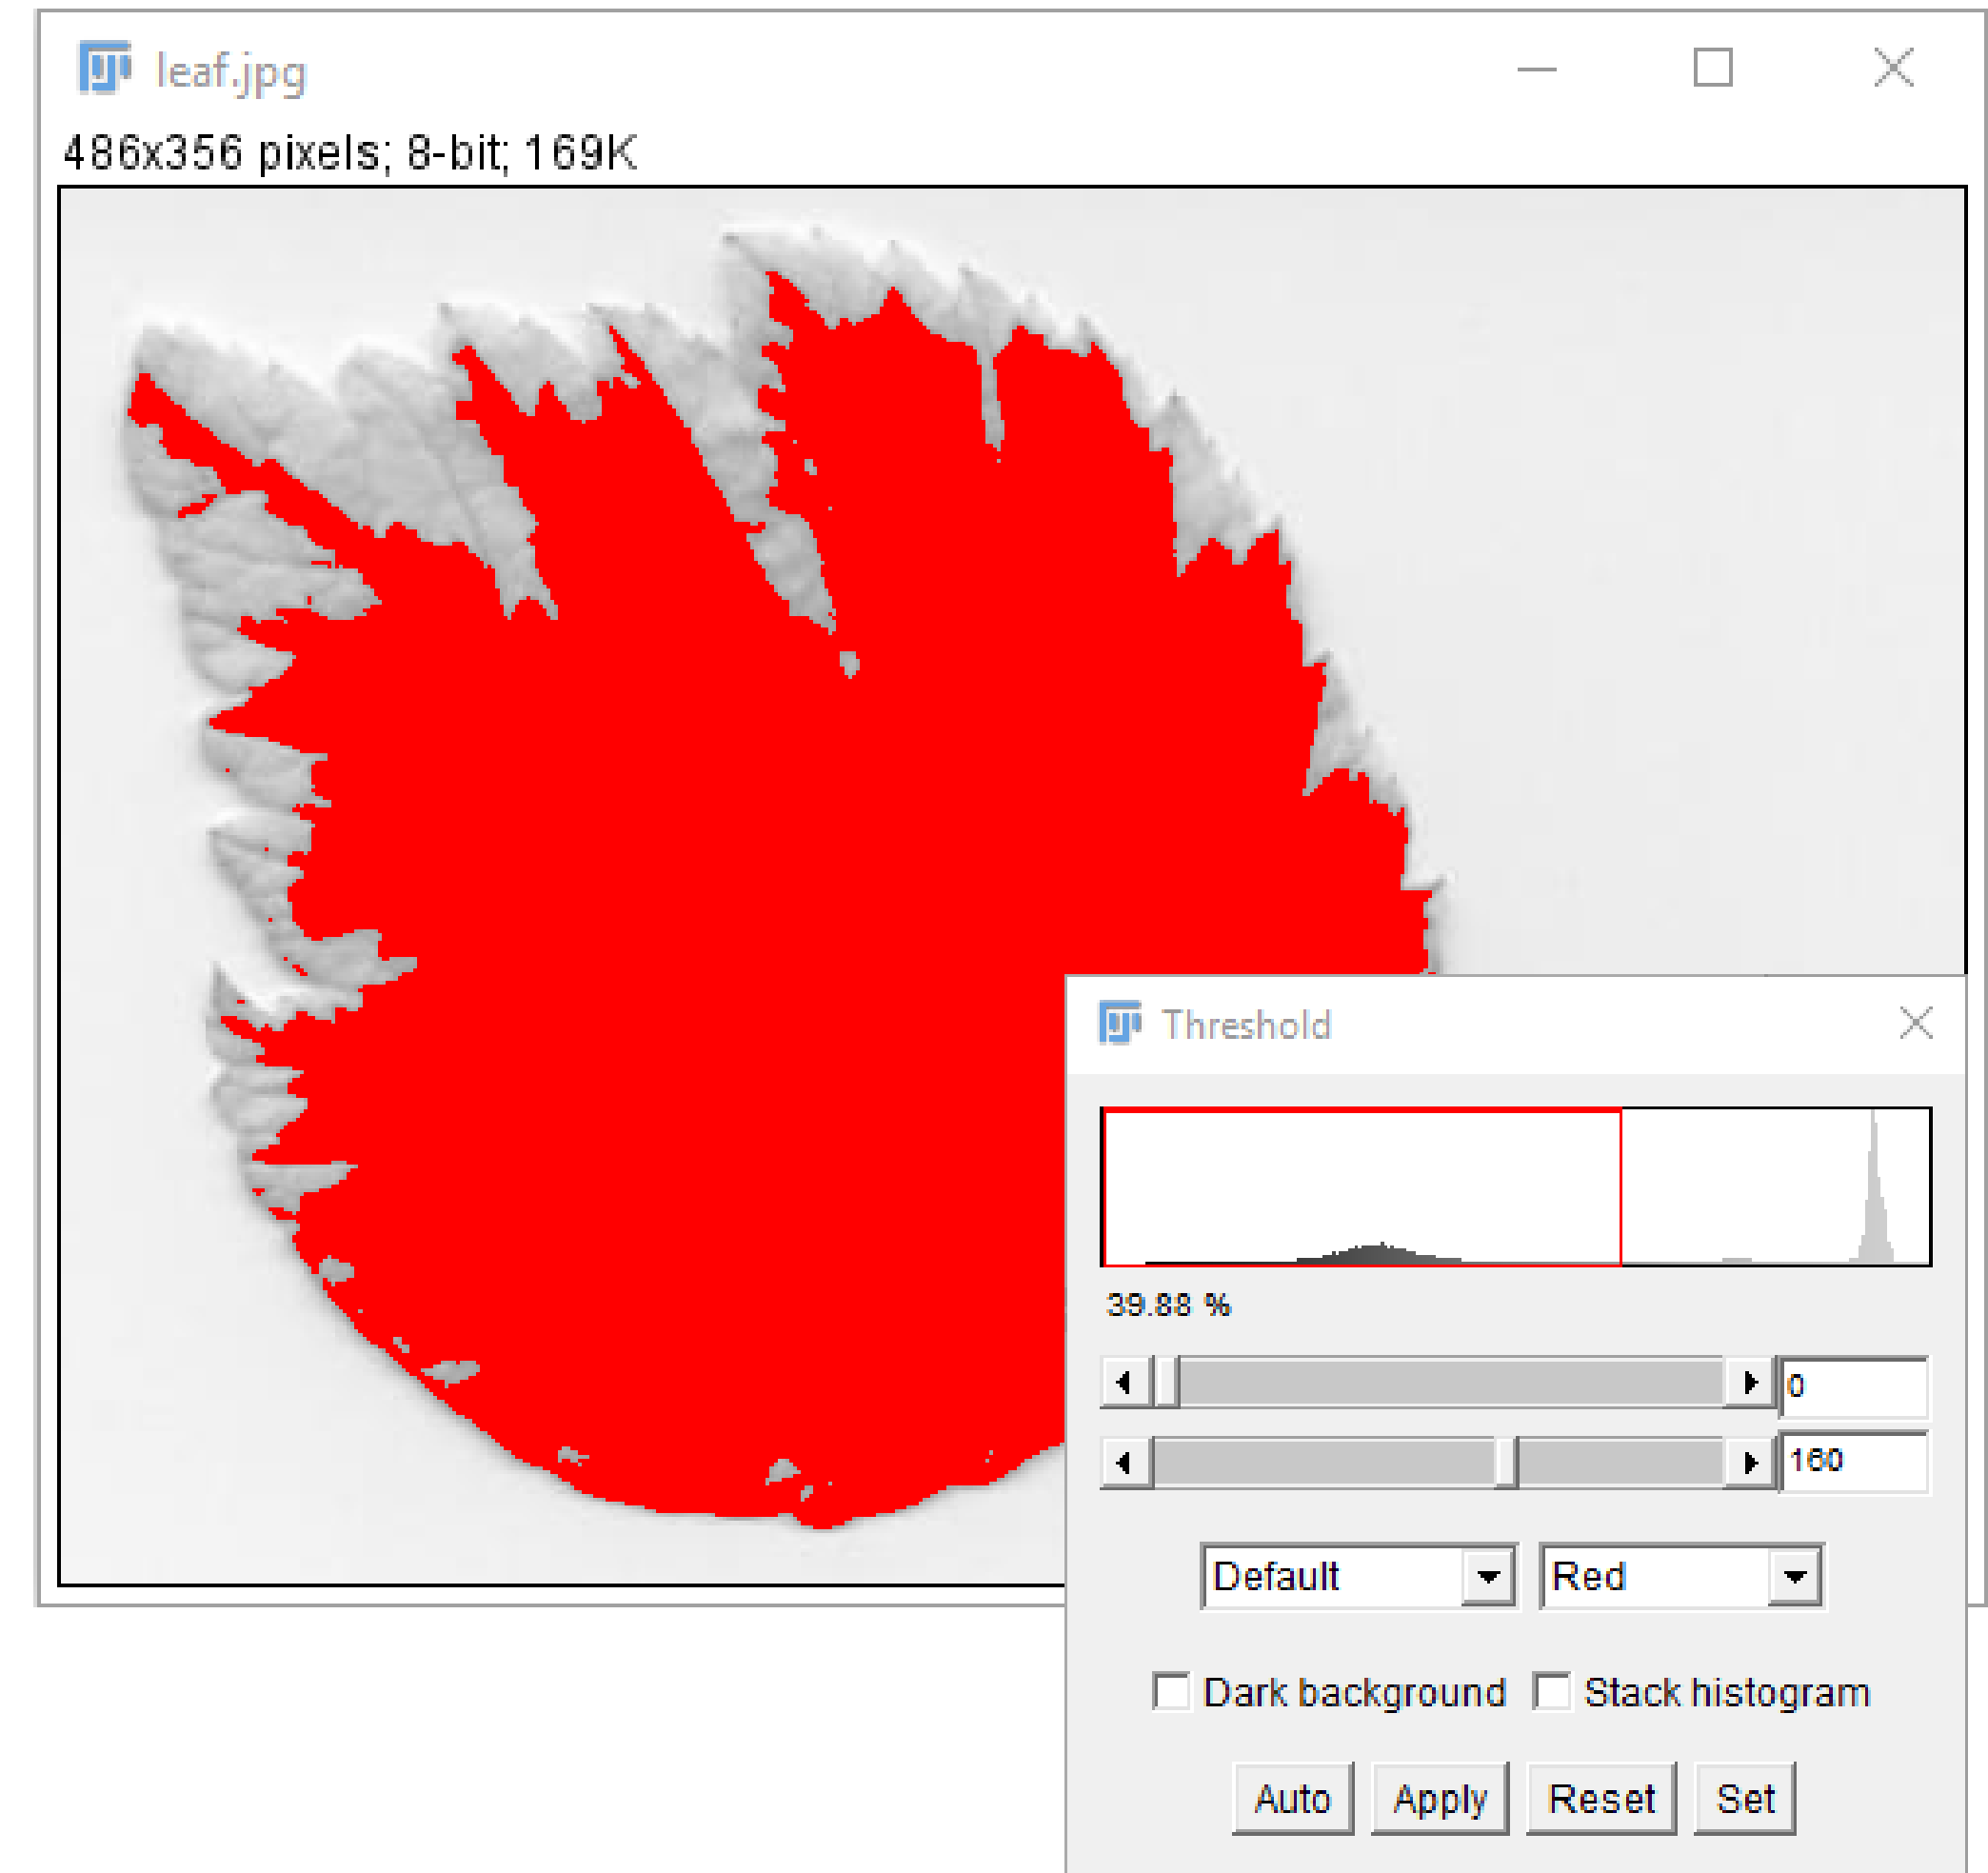 leaf.jpg
486x356 pixels; 8-bit; 169K
Threshold
39.88 %
0
160
Default Red
Dark background Stack histogram
Auto Apply Reset Set